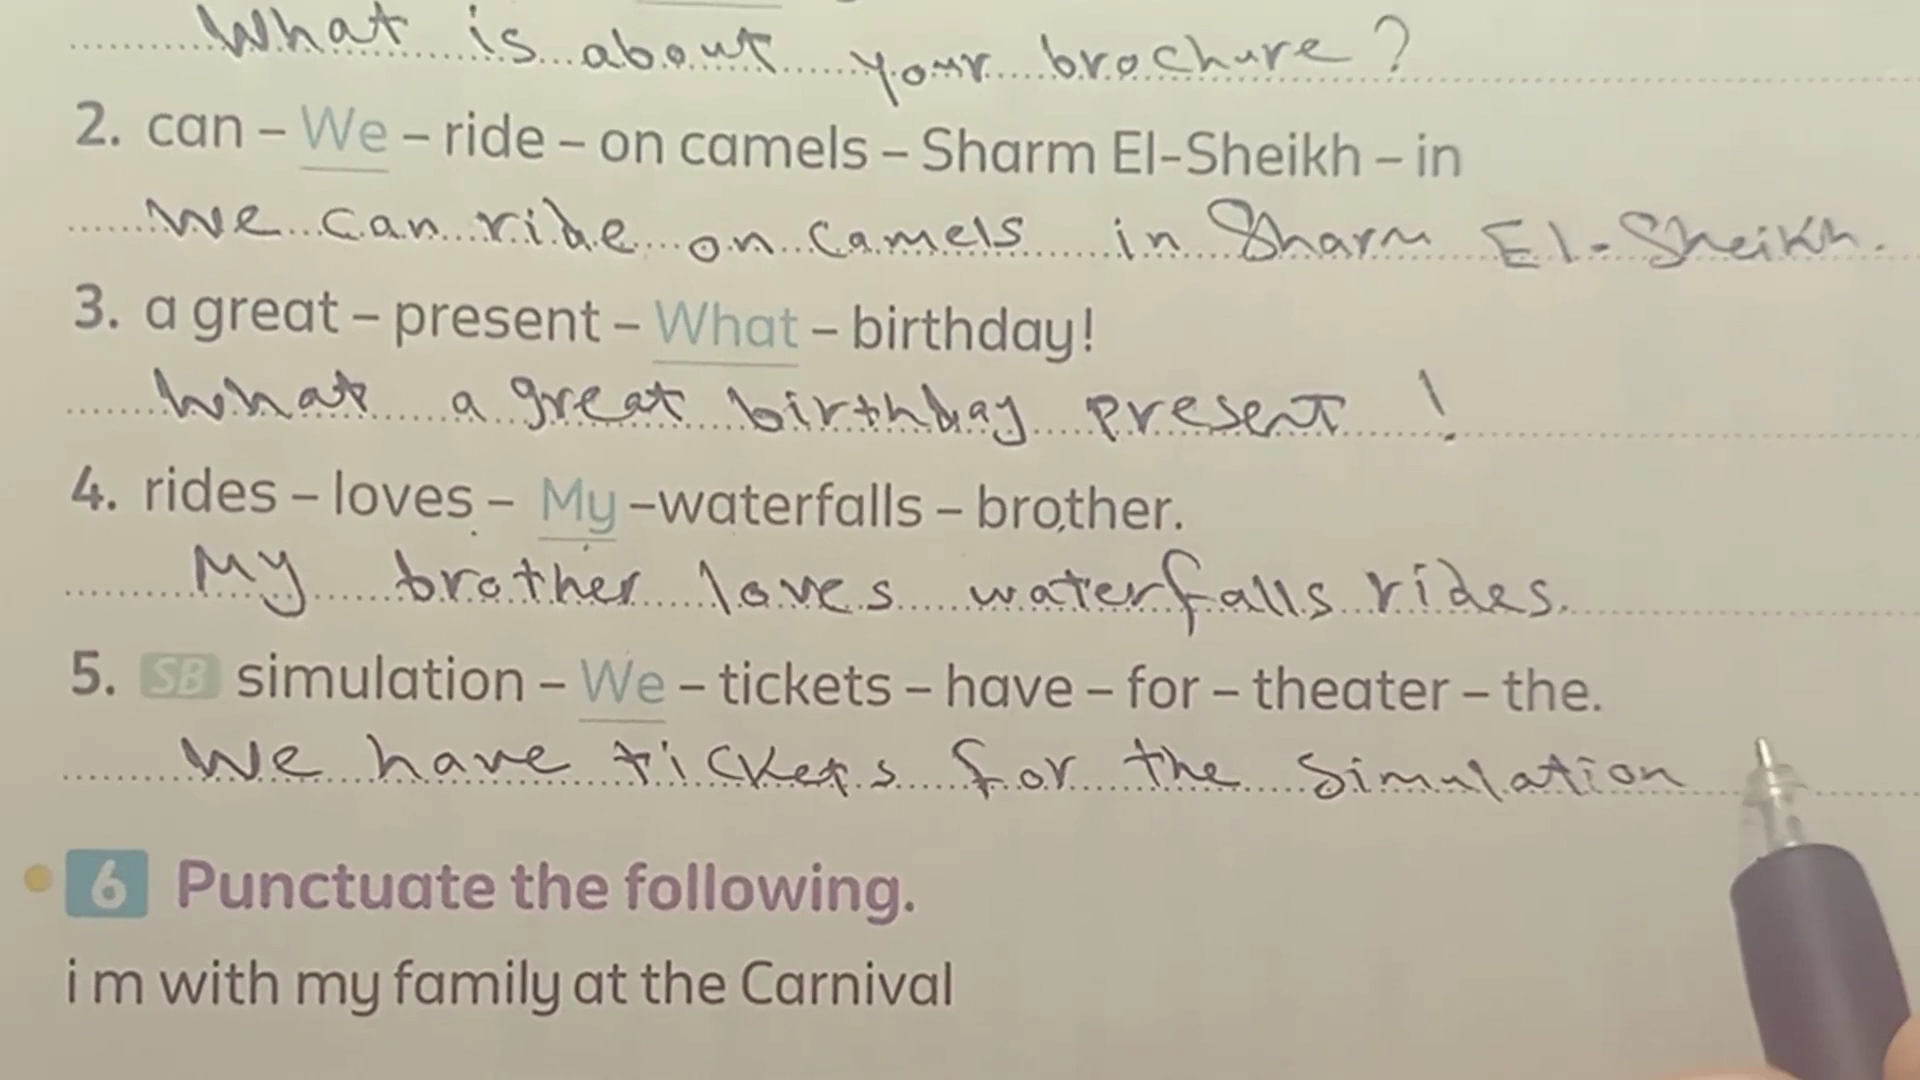 What is about your brochure?
2. can – We – ride – on camels – Sharm El-Sheikh – in
We can ride on camels in Sharm El-Sheikh.
3. a great – present – What – birthday!
What a great birthday present !
4. rides – loves – My –waterfalls – brother.
My brother loves waterfalls rides.
5. SB simulation – We – tickets – have – for – theater – the.
We have tickets for the simulation
6 Punctuate the following.
i m with my family at the Carnival